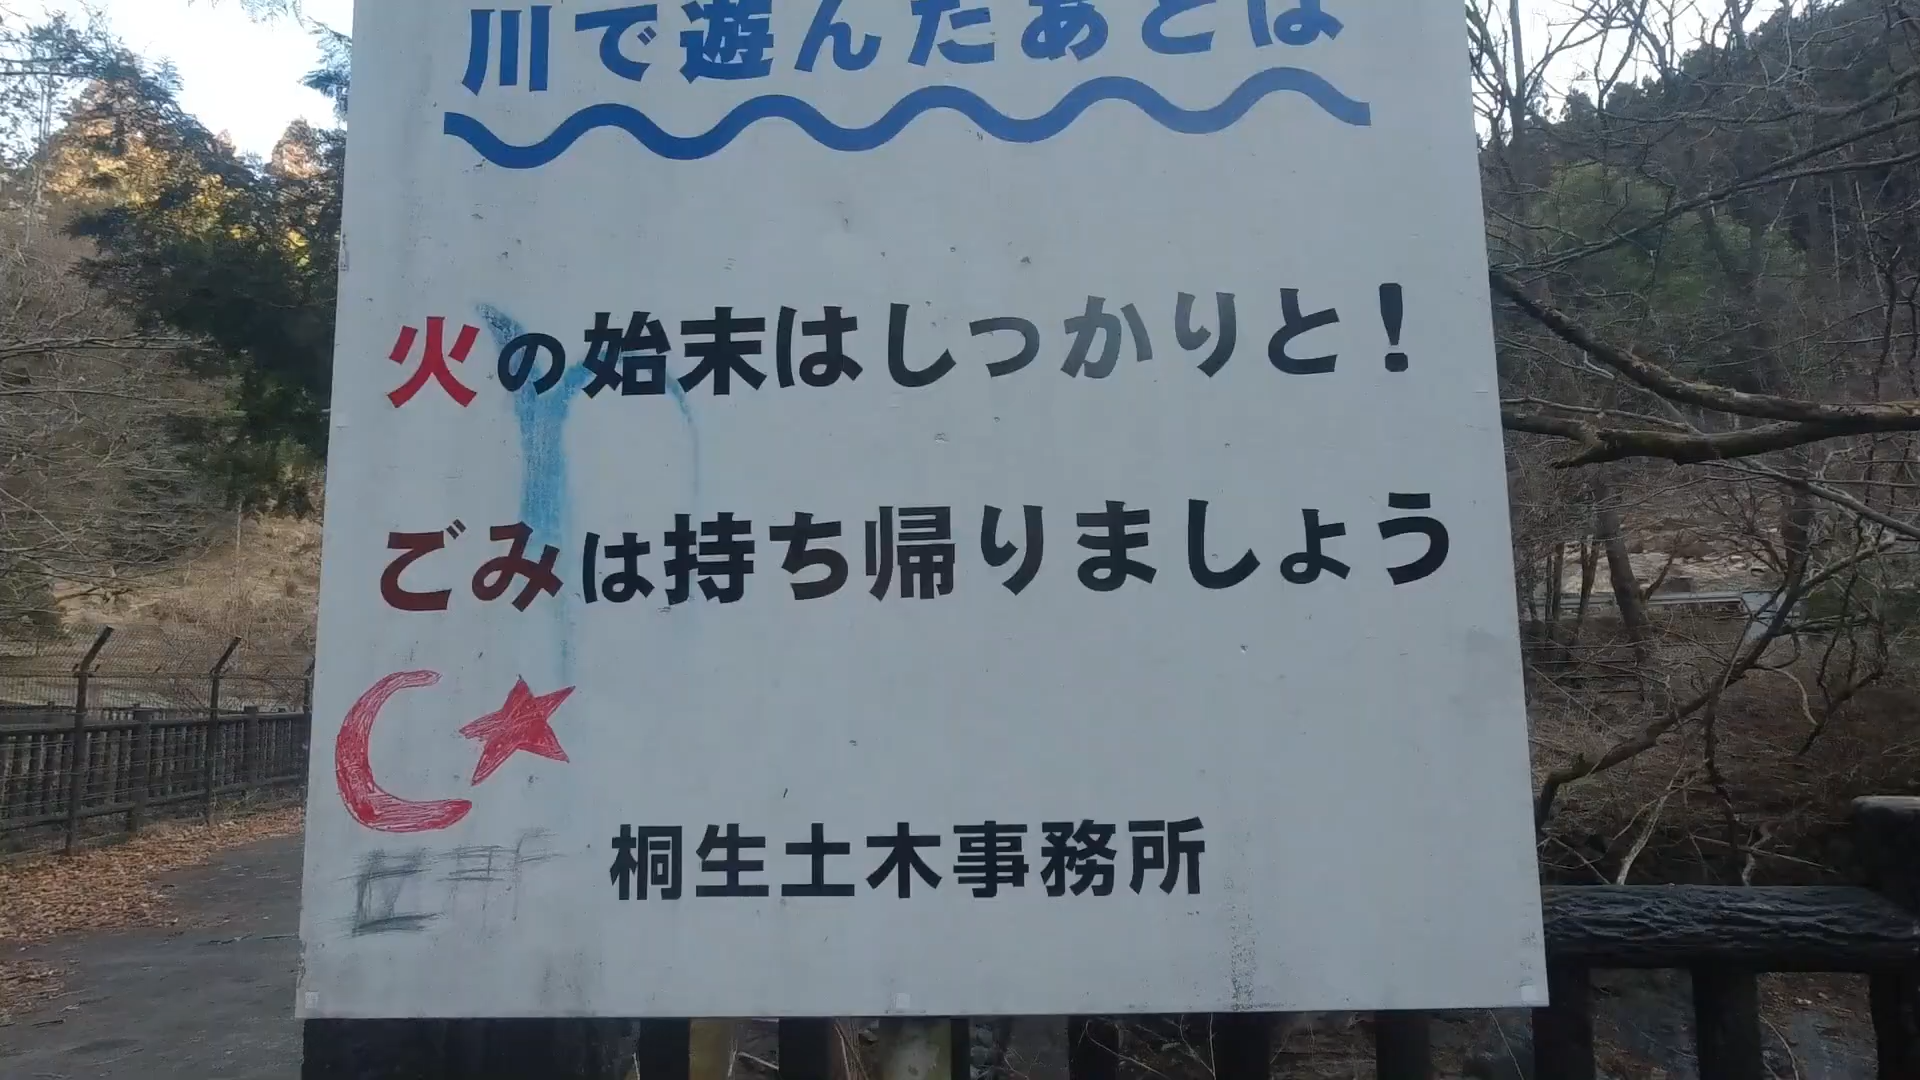 川で遊んだあとは
火の始末はしっかりと！
ごみは持ち帰りましょう
桐生土木事務所